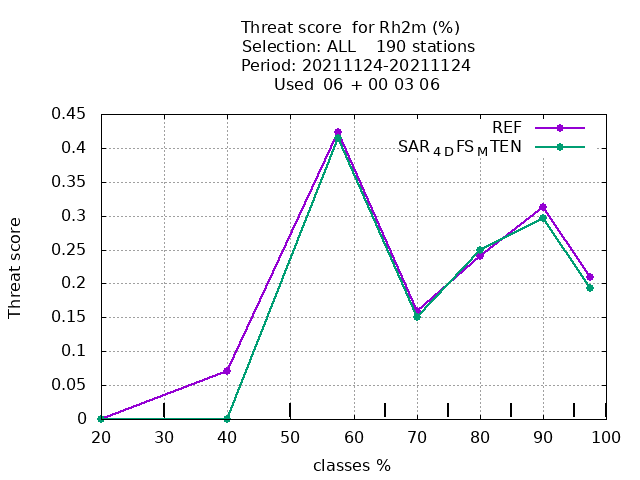 Threat score  for Rh2m (%)
Selection: ALL    190 stations
Period: 20211124-20211124
Used  06 + 00 03 06
0.45
0.4
0.35
0.3
0.25
0.2
0.15
0.1
0.05
0
Threat score
REF
SAR4DFSMTEN
20 30 40 50 60 70 80 90 100
classes %